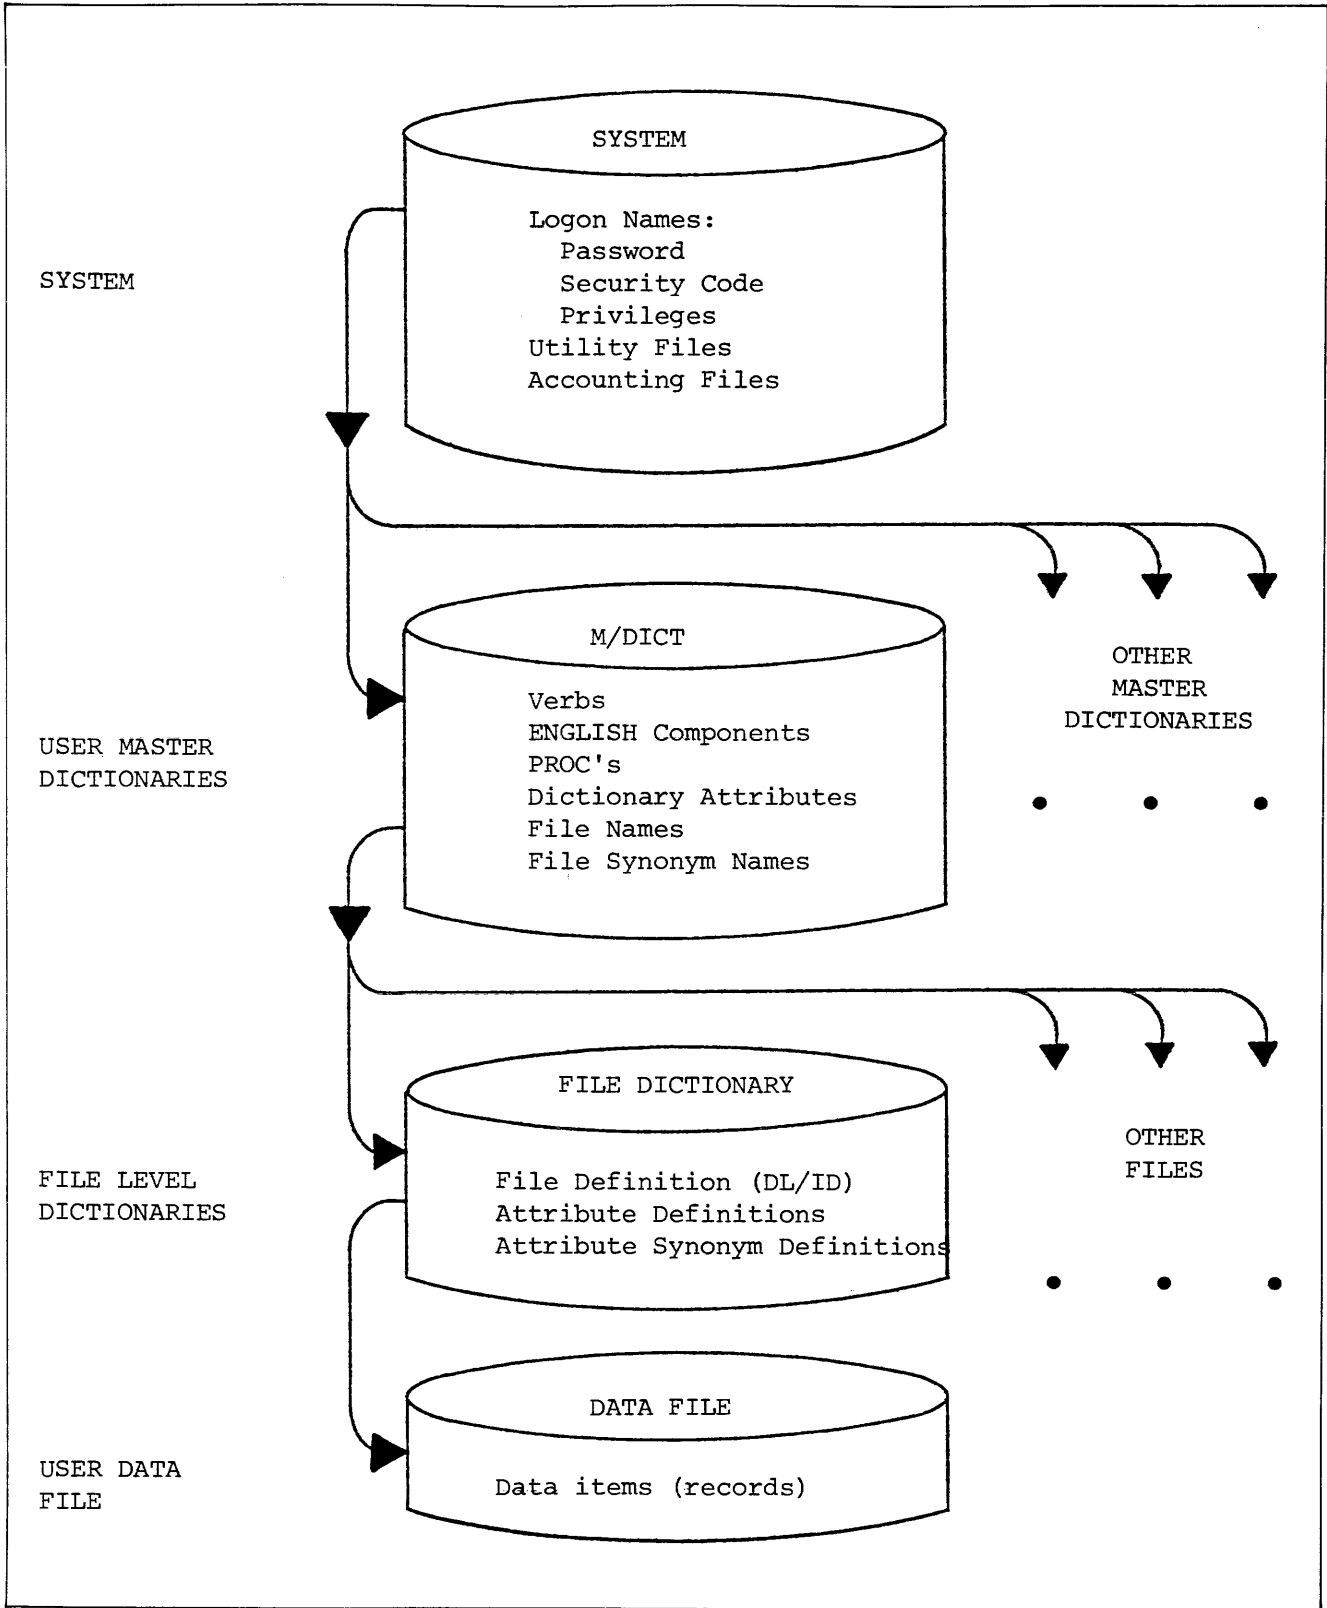 SYSTEM
Logon Names:
Password
Security Code
Privileges
Utility Files
Accounting Files
SYSTEM
M/DICT
Verbs
ENGLISH Components
PROC's
Dictionary Attributes
File Names
File Synonym Names
USER MASTER
DICTIONARIES
OTHER
MASTER
DICTIONARIES
FILE DICTIONARY
File Definition (DL/ID)
Attribute Definitions
Attribute Synonym Definitions
FILE LEVEL
DICTIONARIES
OTHER
FILES
DATA FILE
Data items (records)
USER DATA
FILE